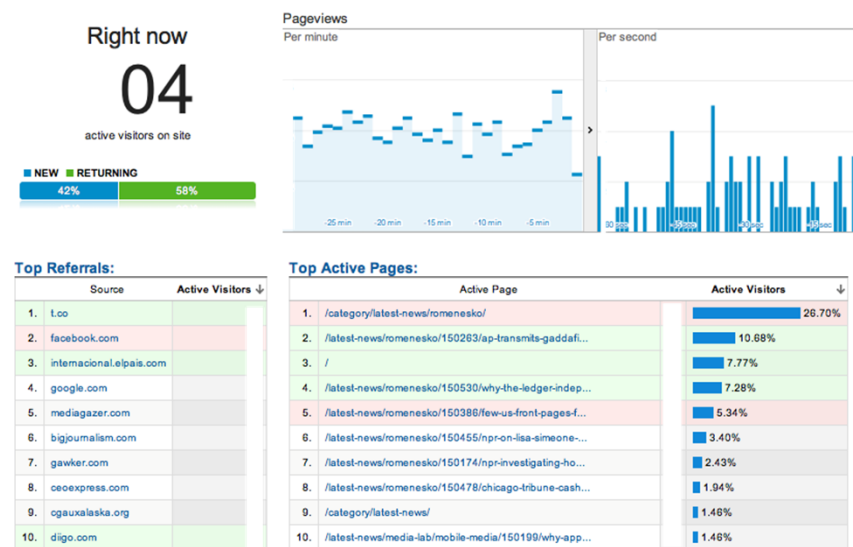 Right now
04
active visitors on site
NEW RETURNING
42% 58%
Pageviews
Per minute
Per second
-25 min -20 min -15 min -10 min -5 min
Top Referrals:
Source Active Visitors
1. t.co
2. facebook.com
3. internacional.elpais.com
4. google.com
5. mediagazer.com
6. bigjournalism.com
7. gawker.com
8. ceoexpress.com
9. cgauxalaska.org
10. diigo.com
Top Active Pages:
Active Page Active Visitors
1. /category/latest-news/romenesko/ 26.70%
2. /latest-news/romenesko/150263/ap-transmits-gaddafi... 10.68%
3. / 7.77%
4. /latest-news/romenesko/150530/why-the-ledger-indep... 7.28%
5. /latest-news/romenesko/150386/few-us-front-pages-f... 5.34%
6. /latest-news/romenesko/150455/npr-on-lisa-simeone-... 3.40%
7. /latest-news/romenesko/150174/npr-investigating-ho... 2.43%
8. /latest-news/romenesko/150478/chicago-tribune-cash... 1.94%
9. /category/latest-news/ 1.46%
10. /latest-news/media-lab/mobile-media/150199/why-app... 1.46%